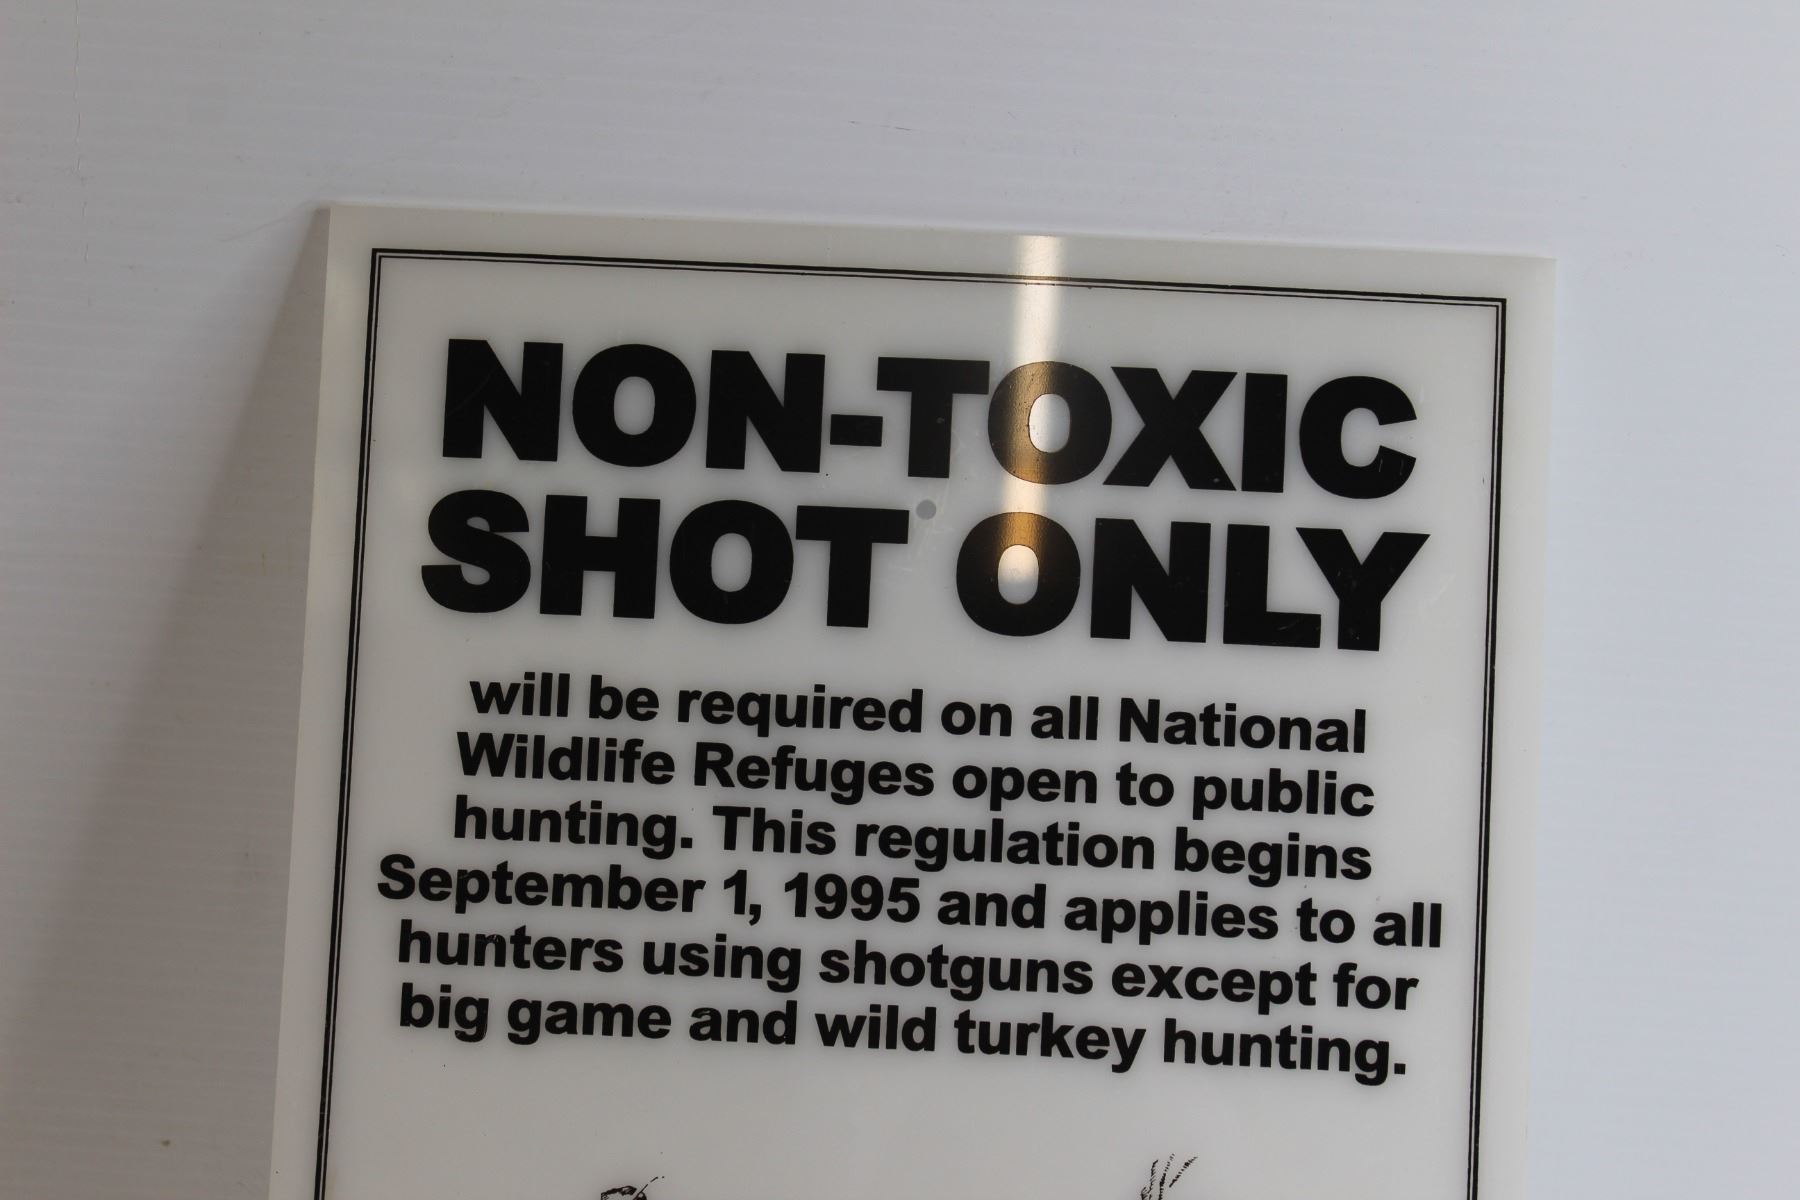 NON-TOXIC
SHOT ONLY
will be required on all National
Wildlife Refuges open to public
hunting. This regulation begins
September 1, 1995 and applies to all
hunters using shotguns except for
big game and wild turkey hunting.